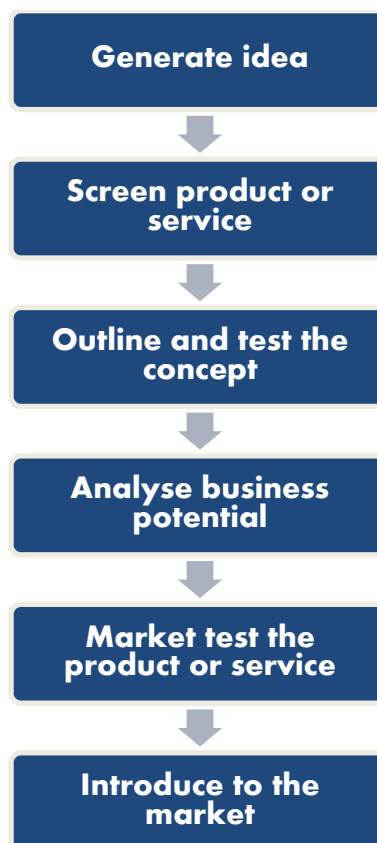 Generate idea
Screen product or
service
Outline and test the
concept
Analyse business
potential
Market test the
product or service
Introduce to the
market